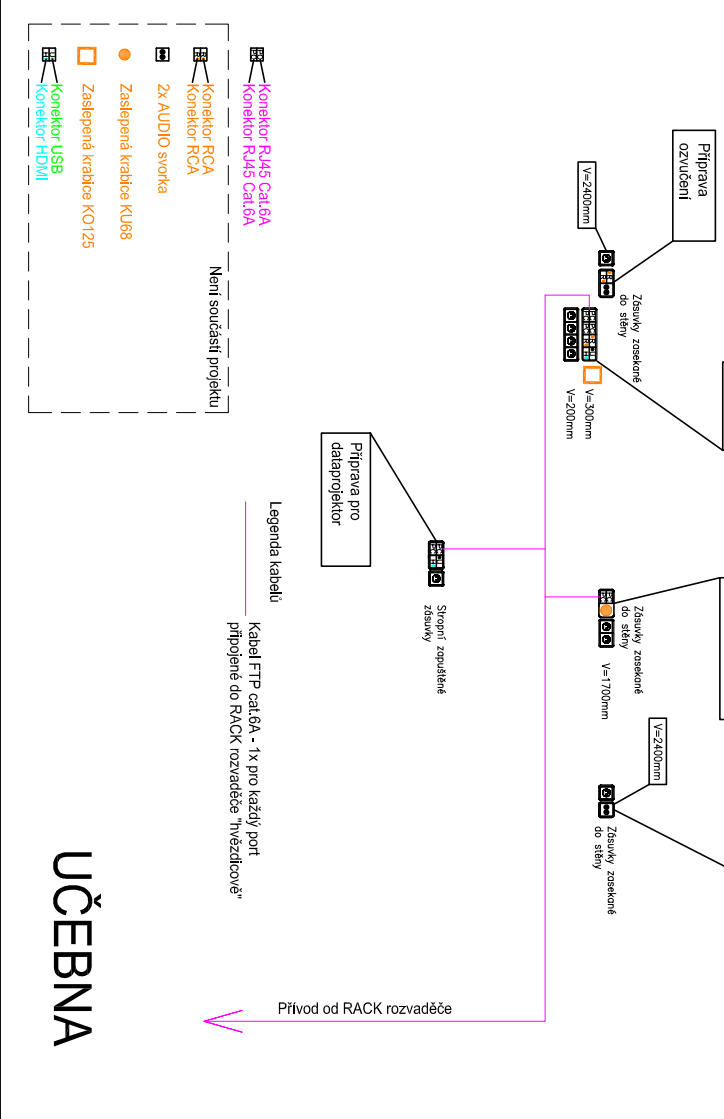 Příprava
ozvučení
V=2400mm
Zásuvky zasekané
do stěny
V=300mm
V=200mm
Zásuvky zasekané
do stěny
V=1700mm
V=2400mm
Zásuvky zasekané
do stěny
Příprava pro
dataprojektor
Stropní zapuštěné
zásuvky
Přívod od RACK rozvaděče
Konektor RJ45 Cat.6A
Konektor RJ45 Cat.6A
Není součástí projektu
Konektor RCA
Konektor RCA
2x AUDIO svorka
Zaslepená krabice KU68
Zaslepená krabice KO125
Konektor USB
Konektor HDMI
Legenda kabelů
Kabel FTP cat.6A - 1x pro každý port
připojené do RACK rozvaděče "hvězdicově"
UČEBNA